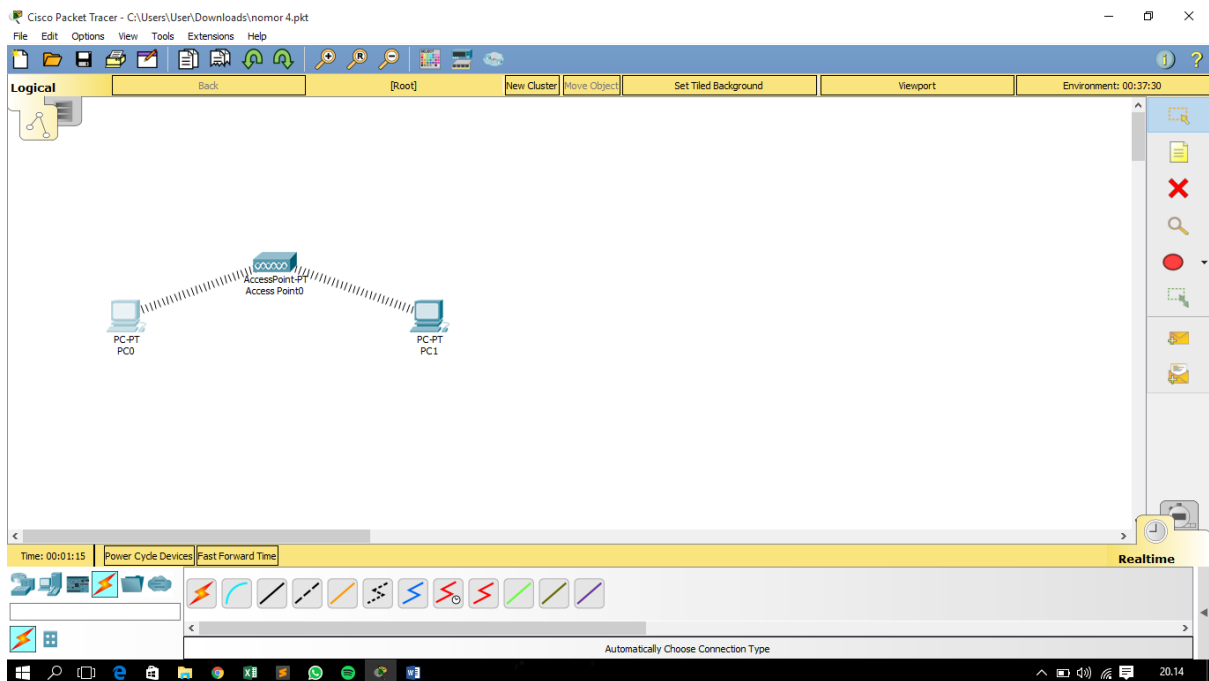 Cisco Packet Tracer - C:\Users\User\Downloads\nomor 4.pkt
File Edit Options View Tools Extensions Help
Logical Back [Root] New Cluster Move Object Set Tiled Background Viewport Environment: 00:37:30
AccessPoint-PT
Access Point0
PC-PT
PC0
PC-PT
PC1
Time: 00:01:15 Power Cycle Devices Fast Forward Time Realtime
Automatically Choose Connection Type
20.14